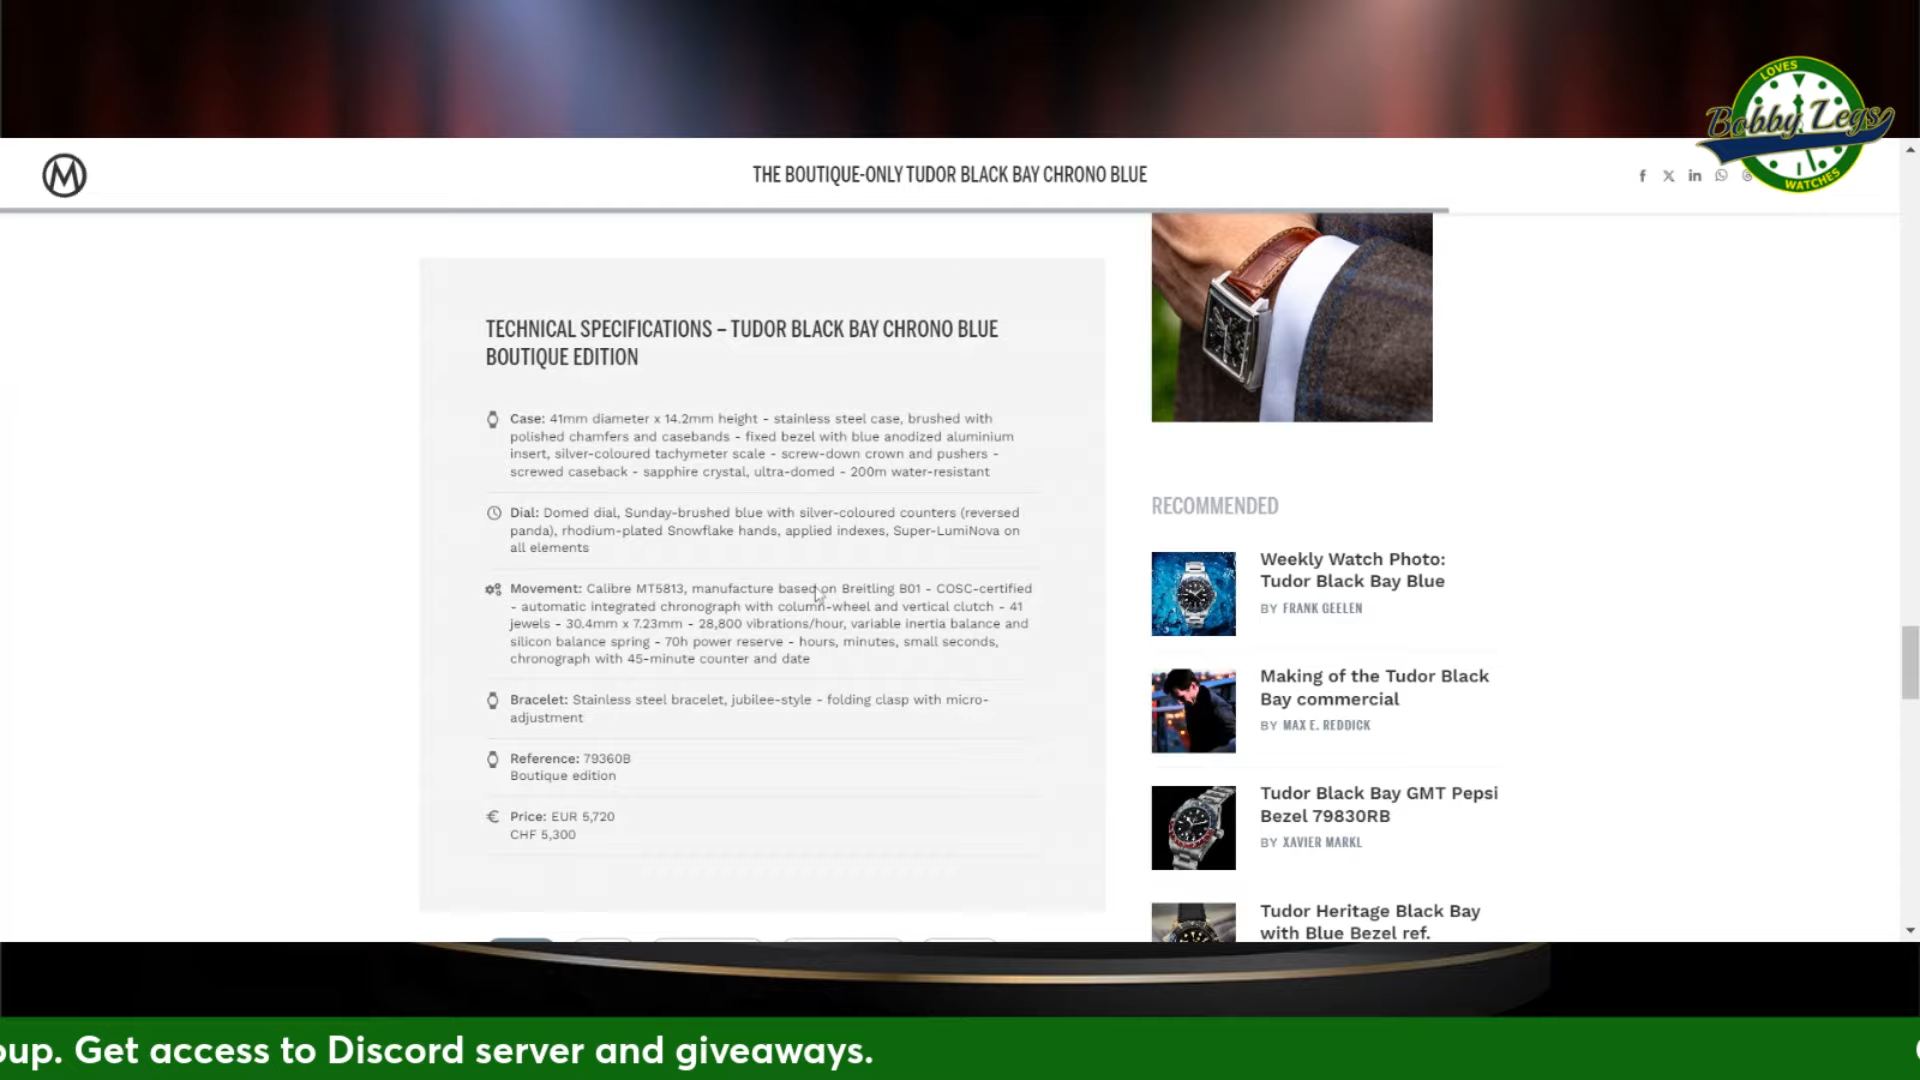 LOVES
Bobby Legs
WATCHES
M
THE BOUTIQUE-ONLY TUDOR BLACK BAY CHRONO BLUE
TECHNICAL SPECIFICATIONS – TUDOR BLACK BAY CHRONO BLUE
BOUTIQUE EDITION
Case: 41mm diameter x 14.2mm height - stainless steel case, brushed with
polished chamfers and casebands - fixed bezel with blue anodized aluminium
insert, silver-coloured tachymeter scale - screw-down crown and pushers -
screwed caseback - sapphire crystal, ultra-domed - 200m water-resistant
Dial: Domed dial, Sunday-brushed blue with silver-coloured counters (reversed
panda), rhodium-plated Snowflake hands, applied indexes, Super-LumiNova on
all elements
Movement: Calibre MT5813, manufacture based on Breitling B01 - COSC-certified
- automatic integrated chronograph with column-wheel and vertical clutch - 41
jewels - 30.4mm x 7.23mm - 28,800 vibrations/hour, variable inertia balance and
silicon balance spring - 70h power reserve - hours, minutes, small seconds,
chronograph with 45-minute counter and date
Bracelet: Stainless steel bracelet, jubilee-style - folding clasp with micro-
adjustment
Reference: 79360B
Boutique edition
€ Price: EUR 5,720
CHF 5,300
RECOMMENDED
Weekly Watch Photo:
Tudor Black Bay Blue
BY FRANK GEELEN
Making of the Tudor Black
Bay commercial
BY MAX E. REDDICK
Tudor Black Bay GMT Pepsi
Bezel 79830RB
BY XAVIER MARKL
Tudor Heritage Black Bay
with Blue Bezel ref.
oup. Get access to Discord server and giveaways.